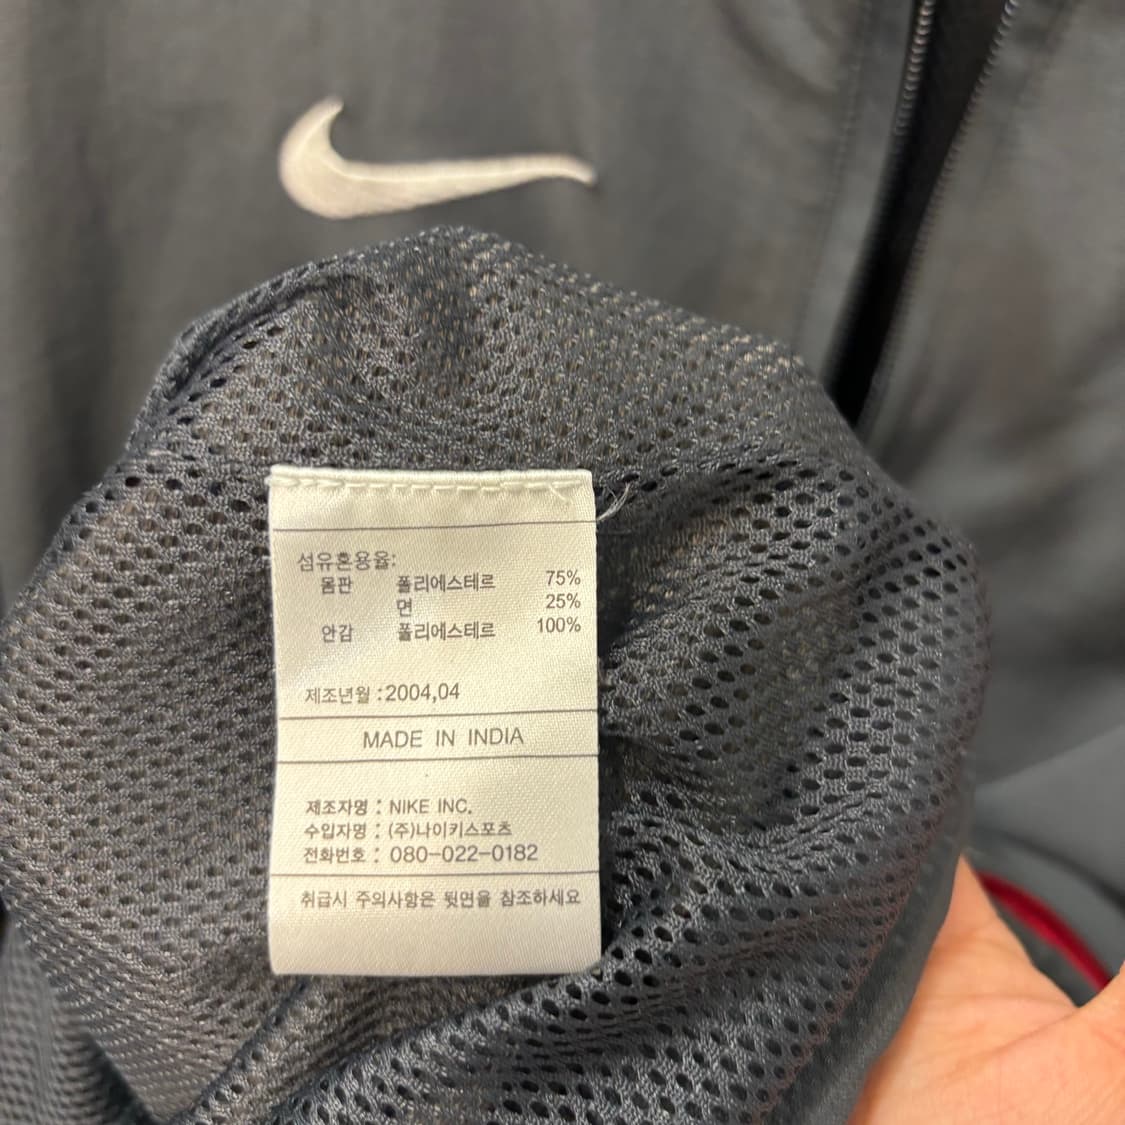 섬유혼용율:
몸판 폴리에스테르 75%
면 25%
안감 폴리에스테르 100%
제조년월 : 2004,04
MADE IN INDIA
제조자명 : NIKE INC.
수입자명 : (주)나이키스포츠
전화번호 : 080-022-0182
취급시 주의사항은 뒷면을 참조하세요